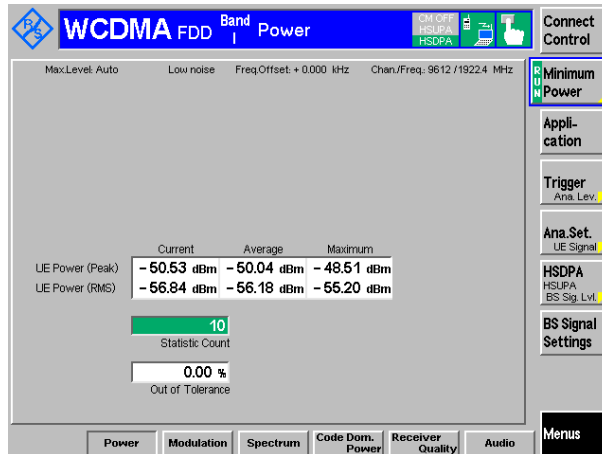 R&S
WCDMA FDD Band I Power
CM OFF
HSUPA
HSDPA
Connect
Control
Max.Level: Auto Low noise Freq.Offset: + 0.000 kHz Chan./Freq.: 9612 / 1922.4 MHz
RUN
Minimum
Power
Appli-
cation
Trigger
Ana. Lev.
Ana.Set.
UE Signal
HSDPA
HSUPA
BS Sig. Lvl.
BS Signal
Settings
Current Average Maximum
UE Power (Peak) – 50.53 dBm – 50.04 dBm – 48.51 dBm
UE Power (RMS) – 56.84 dBm – 56.18 dBm – 55.20 dBm
10
Statistic Count
0.00 %
Out of Tolerance
Power Modulation Spectrum Code Dom. Power Receiver Quality Audio
Menus